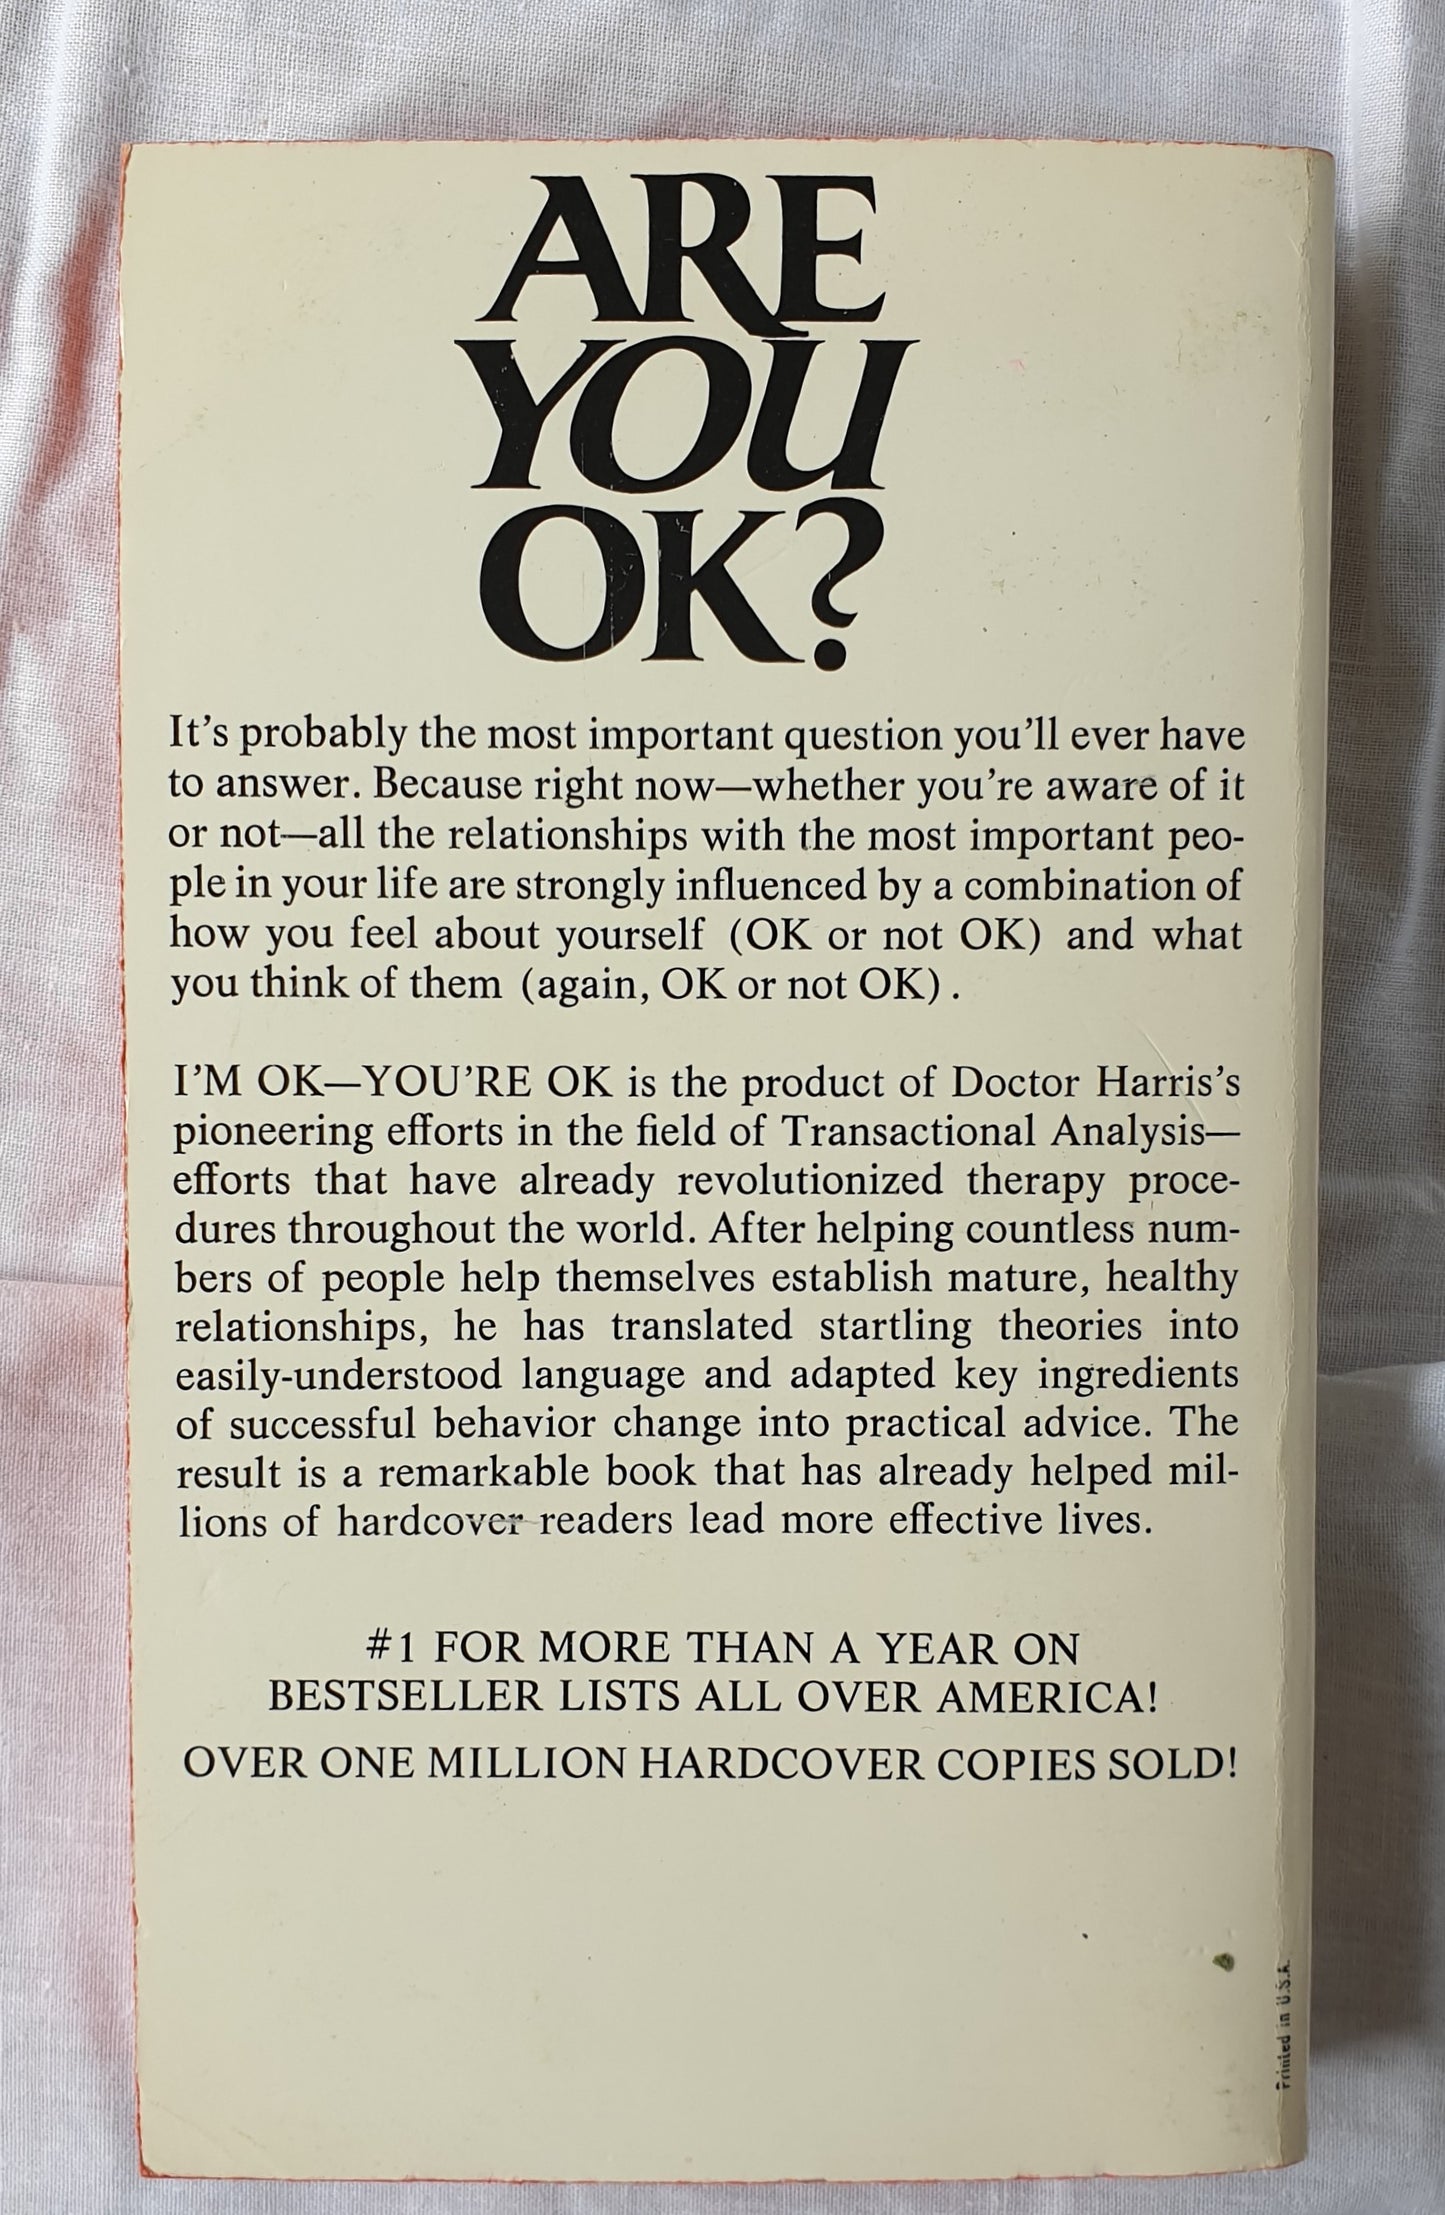 ARE
YOU
OK?
It's probably the most important question you'll ever have
to answer. Because right now—whether you're aware of it
or not—all the relationships with the most important peo-
ple in your life are strongly influenced by a combination of
how you feel about yourself (OK or not OK) and what
you think of them (again, OK or not OK).
I'M OK—YOU'RE OK is the product of Doctor Harris's
pioneering efforts in the field of Transactional Analysis—
efforts that have already revolutionized therapy proce-
dures throughout the world. After helping countless num-
bers of people help themselves establish mature, healthy
relationships, he has translated startling theories into
easily-understood language and adapted key ingredients
of successful behavior change into practical advice. The
result is a remarkable book that has already helped mil-
lions of hardcover readers lead more effective lives.
#1 FOR MORE THAN A YEAR ON
BESTSELLER LISTS ALL OVER AMERICA!
OVER ONE MILLION HARDCOVER COPIES SOLD!
Printed in U.S.A.